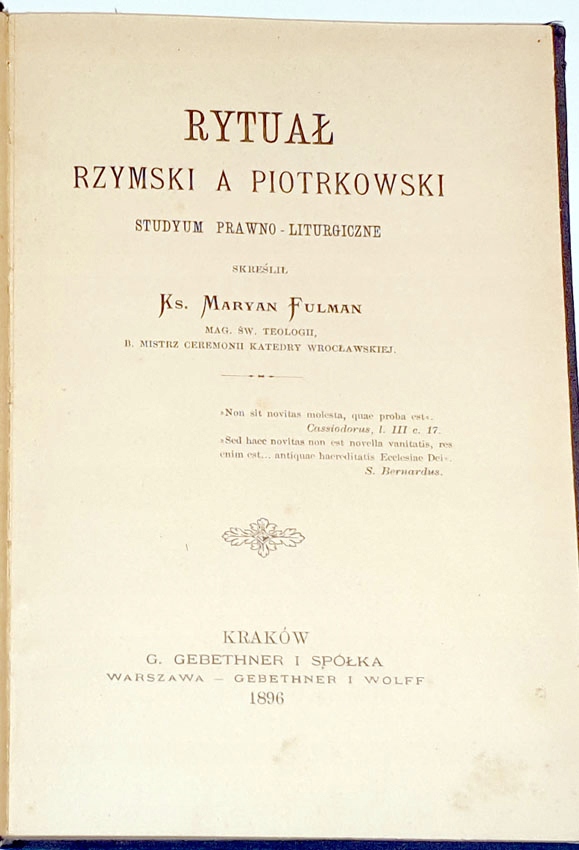 RYTUAŁ
RZYMSKI A PIOTRKOWSKI
STUDYUM PRAWNO-LITURGICZNE
SKREŚLIŁ
Ks. Maryan Fulman
MAG. ŚW. TEOLOGII,
B. MISTRZ CEREMONII KATEDRY WROCŁAWSKIEJ.
»Non sit novitas molesta, quae proba est«.
Cassiodorus, l. III c. 17.
»Sed haec novitas non est novella vanitatis, res
enim est... antiquae haereditatis Ecclesiae Dei«.
S. Bernardus.
KRAKÓW
G. GEBETHNER I SPÓŁKA
WARSZAWA – GEBETHNER I WOLFF
1896